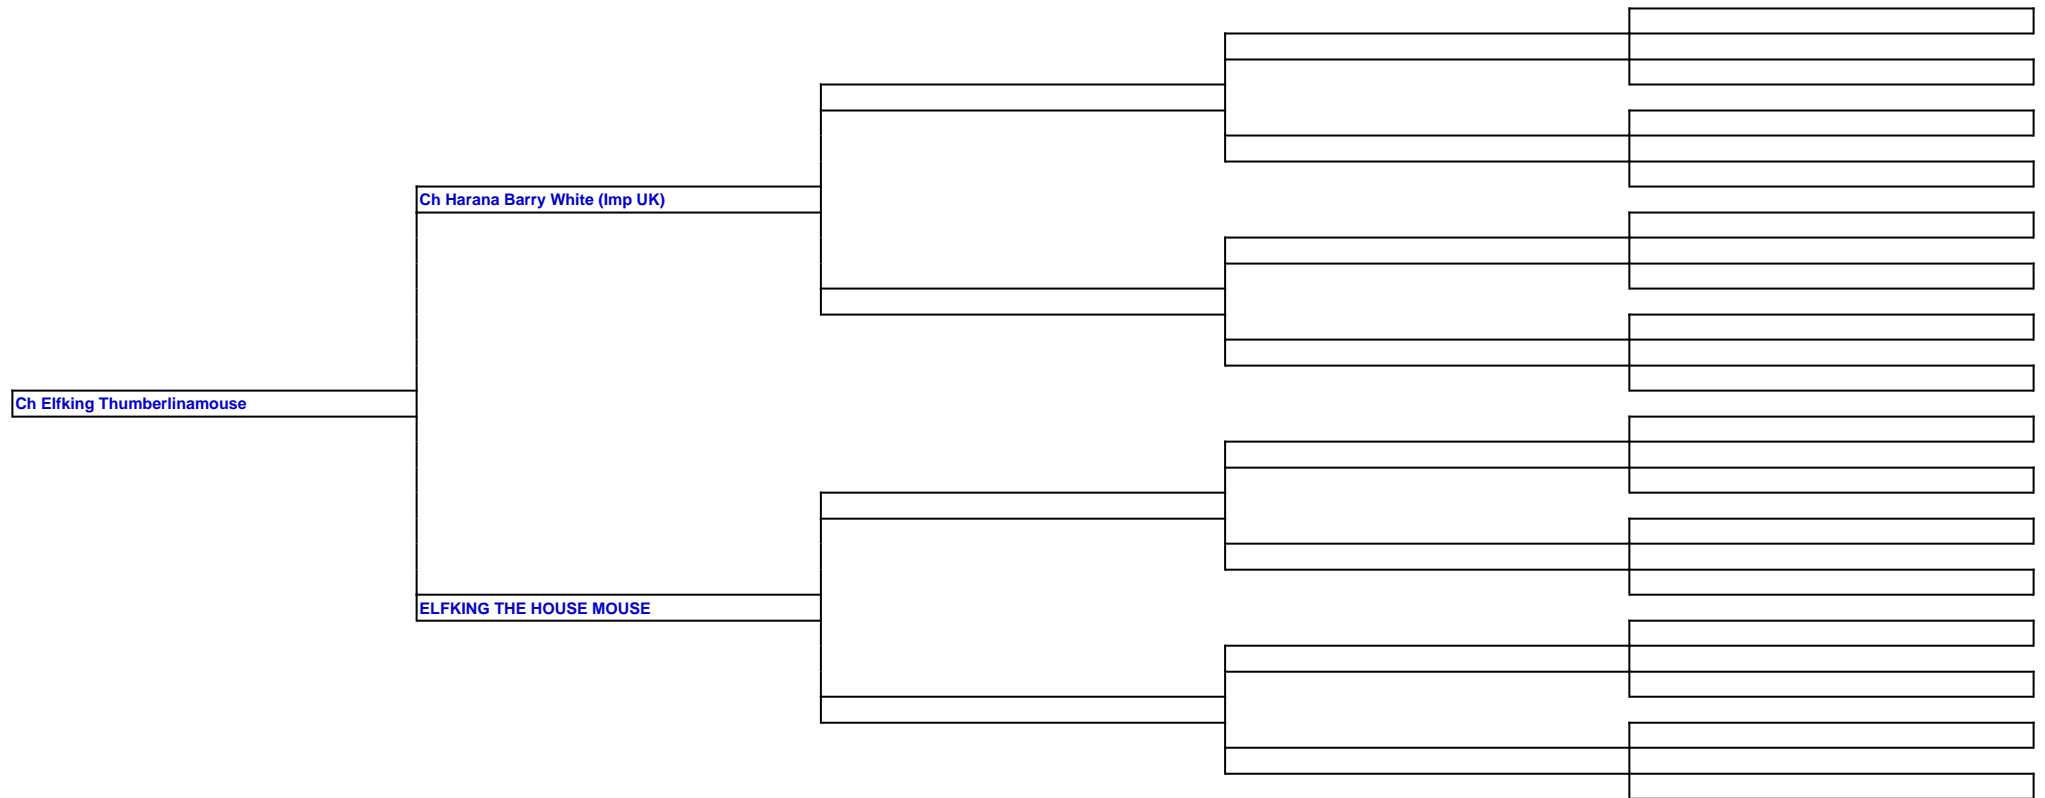 Ch Harana Barry White (Imp UK)
Ch Elfking Thumberlinamouse
ELFKING THE HOUSE MOUSE